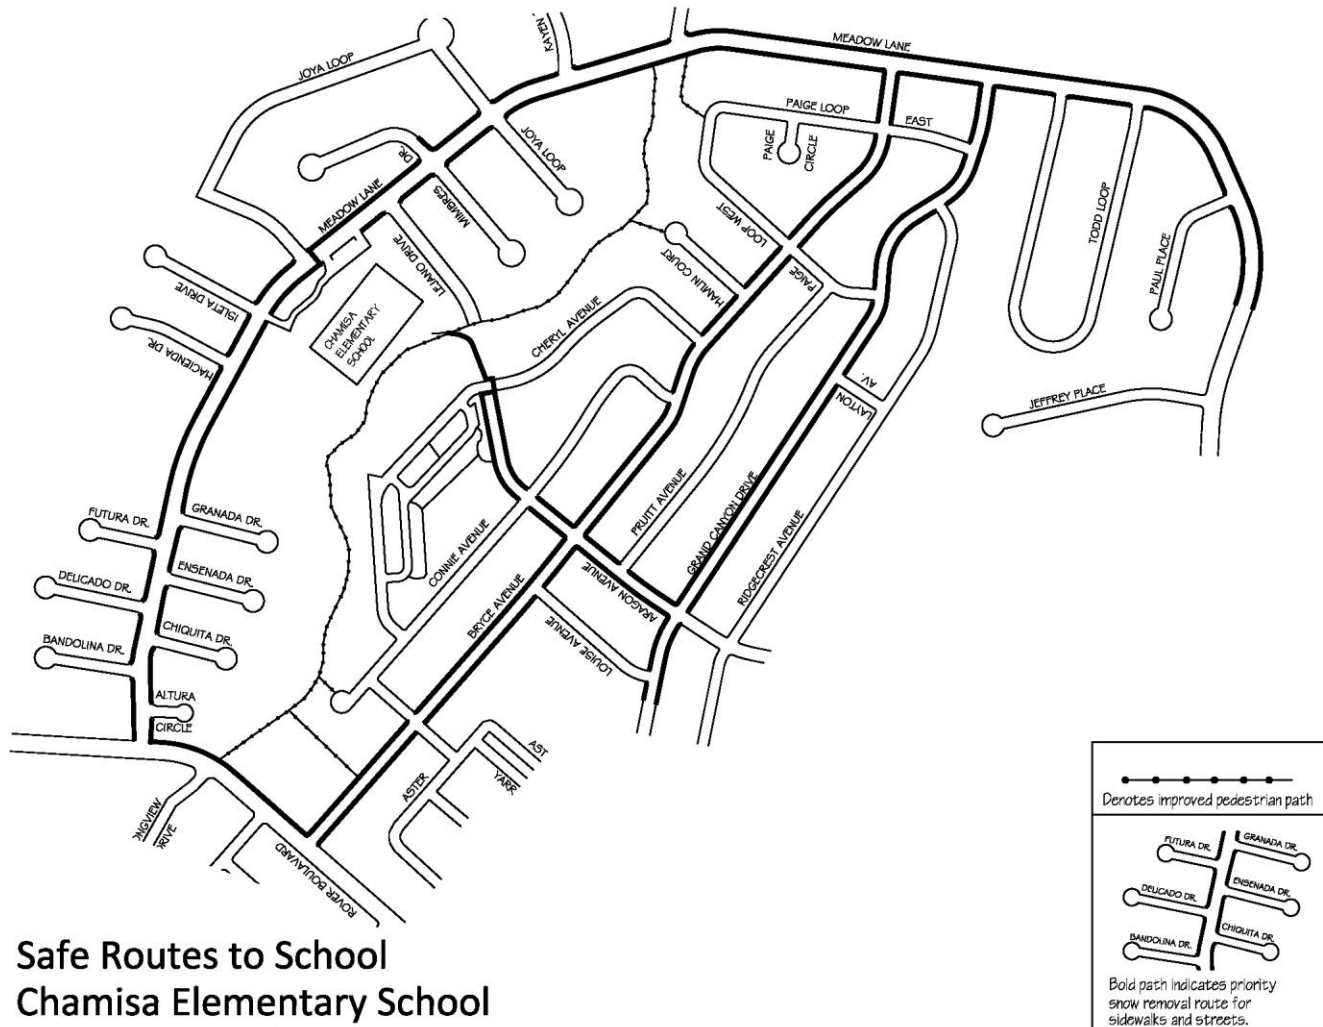 KAYEN
MEADOW LANE
JOYA LOOP
PAIGE LOOP
EAST
PAIGE
CIRCLE
JOYA LOOP
DR.
MIMBRES
MEADOW LANE
LEJANO DRIVE
LOOP WEST
PAIGE
TODD LOOP
PAUL PLACE
HAMLIN COURT
ISLETA DRIVE
HACIENDA DR.
CHAMISA
ELEMENTARY
SCHOOL
CHERYL AVENUE
AV.
LAYTON
JEFFREY PLACE
FUTURA DR.
GRANADA DR.
DELICADO DR.
ENSENADA DR.
BANDOLINA DR.
CHIQUITA DR.
ALTURA
CIRCLE
CONNIE AVENUE
BRYCE AVENUE
PRUITT AVENUE
GRAND CANYON DRIVE
RIDGECREST AVENUE
ARAGON AVENUE
LOUISE AVENUE
ASTER
AST
YARR
ONGVIEW
DRIVE
ROVER BOULAVARD
Denotes improved pedestrian path
FUTURA DR.
GRANADA DR.
DELICADO DR.
ENSENADA DR.
BANDOLINA DR.
CHIQUITA DR.
Bold path indicates priority
snow removal route for
sidewalks and streets.
Safe Routes to School
Chamisa Elementary School